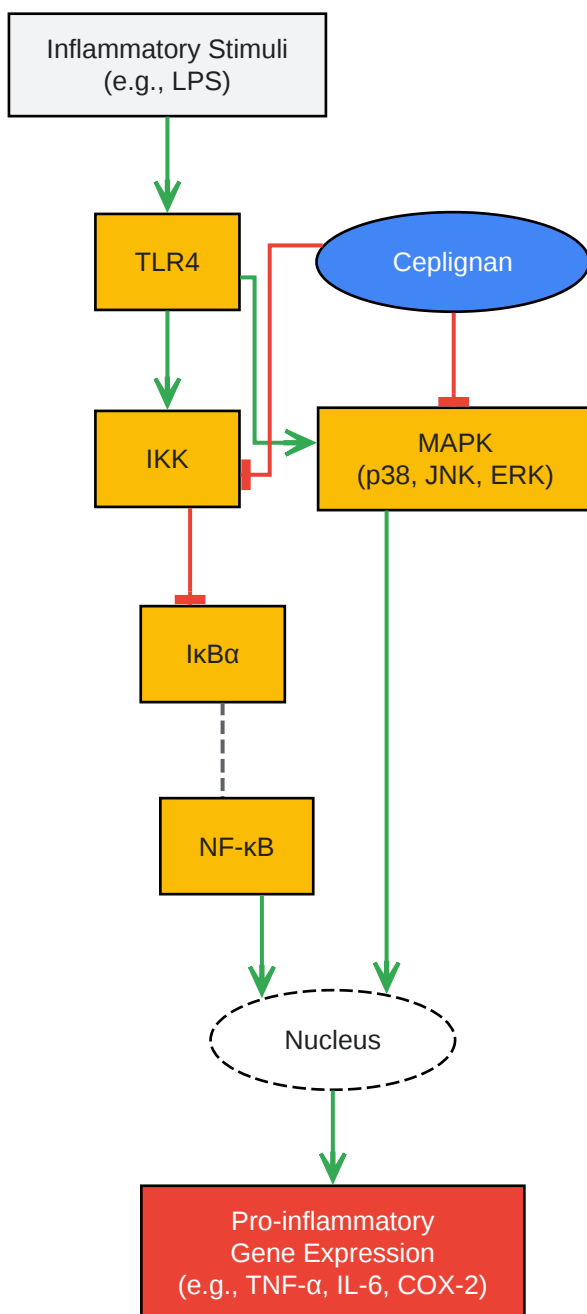 Inflammatory Stimuli
(e.g., LPS)
TLR4
Ceplignan
IKK
MAPK
(p38, JNK, ERK)
IκBα
NF-κB
Nucleus
Pro-inflammatory
Gene Expression
(e.g., TNF-α, IL-6, COX-2)